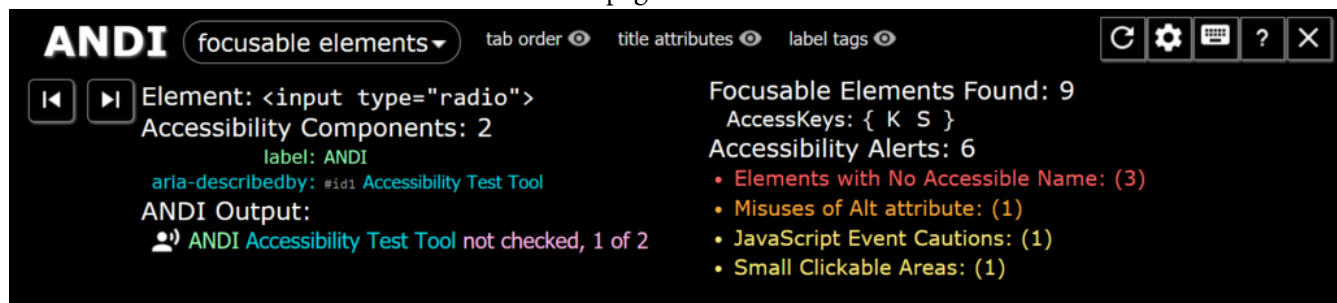 ANDI focusable elements tab order title attributes label tags ?
Element: <input type="radio">
Accessibility Components: 2
label: ANDI
aria-describedby: #id1 Accessibility Test Tool
ANDI Output:
ANDI Accessibility Test Tool not checked, 1 of 2
Focusable Elements Found: 9
AccessKeys: { K S }
Accessibility Alerts: 6
• Elements with No Accessible Name: (3)
• Misuses of Alt attribute: (1)
• JavaScript Event Cautions: (1)
• Small Clickable Areas: (1)